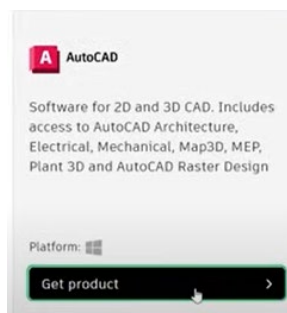 A AutoCAD
Software for 2D and 3D CAD. Includes
access to AutoCAD Architecture,
Electrical, Mechanical, Map3D, MEP,
Plant 3D and AutoCAD Raster Design
Platform:
Get product